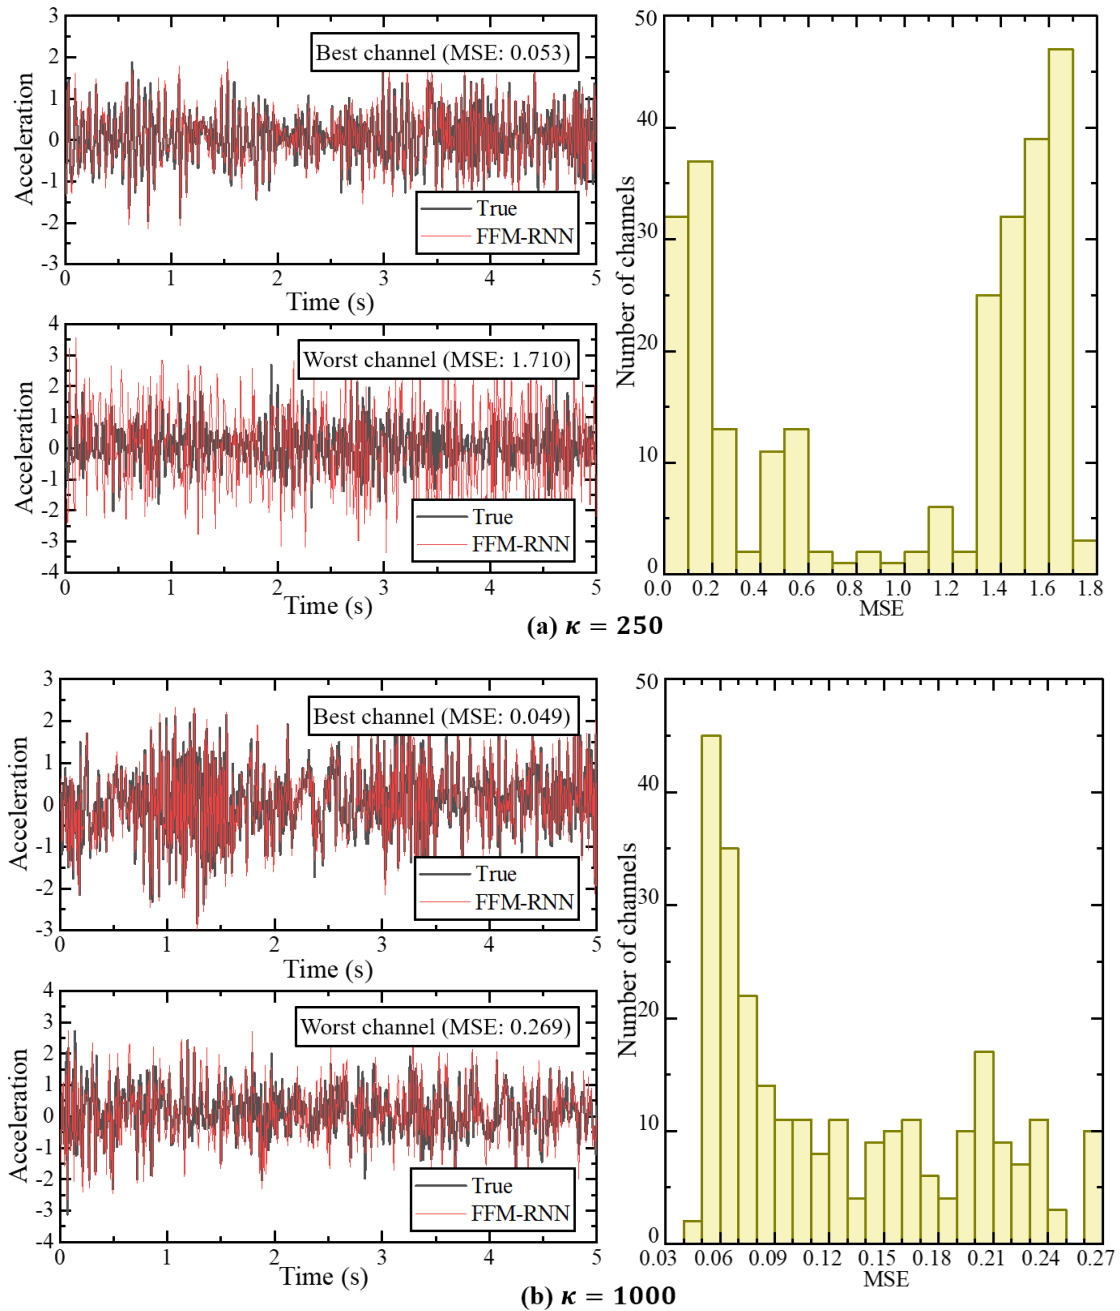 3
2
1
0
-1
-2
-3
Acceleration
Best channel (MSE: 0.053)
True
FFM-RNN
0 1 2 3 4 5
Time (s)
4
3
2
1
0
-1
-2
-3
-4
Acceleration
Worst channel (MSE: 1.710)
True
FFM-RNN
0 1 2 3 4 5
Time (s)
50
40
30
20
10
0
Number of channels
0.0 0.2 0.4 0.6 0.8 1.0 1.2 1.4 1.6 1.8
MSE
(a) κ = 250
3
2
1
0
-1
-2
-3
Acceleration
Best channel (MSE: 0.049)
True
FFM-RNN
0 1 2 3 4 5
Time (s)
4
3
2
1
0
-1
-2
-3
-4
Acceleration
Worst channel (MSE: 0.269)
True
FFM-RNN
0 1 2 3 4 5
Time (s)
50
40
30
20
10
0
Number of channels
0.03 0.06 0.09 0.12 0.15 0.18 0.21 0.24 0.27
MSE
(b) κ = 1000